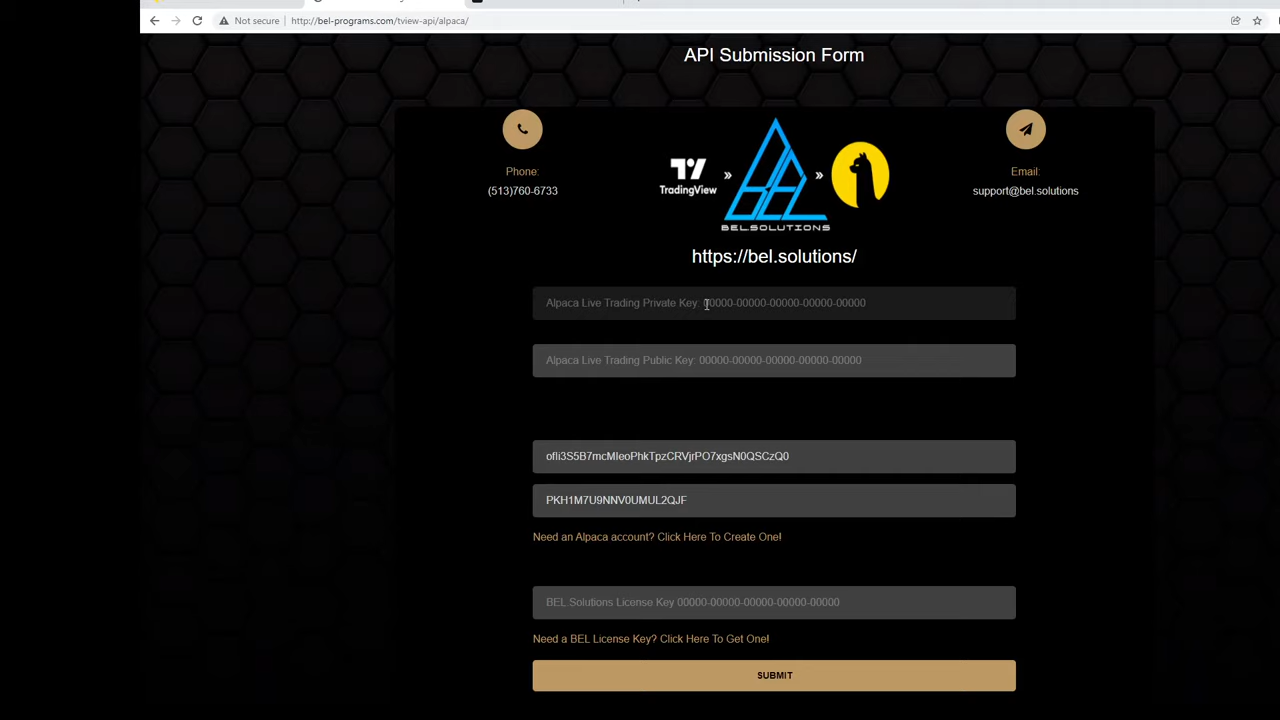 Not secure | http://bel-programs.com/tview-api/alpaca/
API Submission Form
Phone:
(513)760-6733
TradingView
»
»
BEL.SOLUTIONS
Email:
support@bel.solutions
https://bel.solutions/
Alpaca Live Trading Private Key: 00000-00000-00000-00000-00000
Alpaca Live Trading Public Key: 00000-00000-00000-00000-00000
PKH1M7U9NNV0UMUL2QJF
Need an Alpaca account? Click Here To Create One!
BEL.Solutions License Key 00000-00000-00000-00000-00000
Need a BEL License Key? Click Here To Get One!
SUBMIT